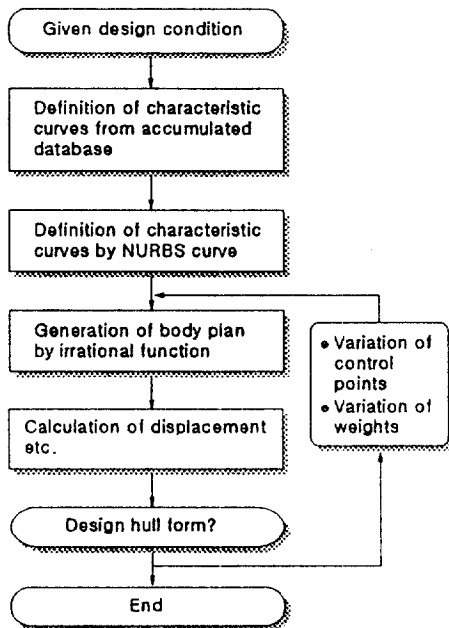 Given design condition
Definition of characteristic
curves from accumulated
database
Definition of characteristic
curves by NURBS curve
Generation of body plan
by irrational function
• Variation of
control
points
• Variation of
weights
Calculation of displacement
etc.
Design hull form?
End